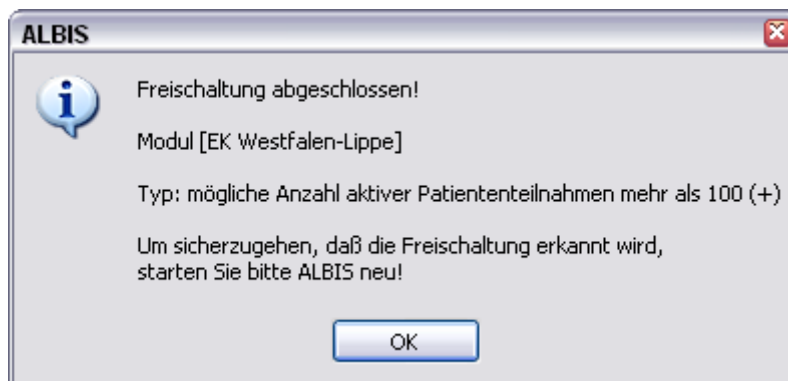 ALBIS
Freischaltung abgeschlossen!
Modul [EK Westfalen-Lippe]
Typ: mögliche Anzahl aktiver Patiententeilnahmen mehr als 100 (+)
Um sicherzugehen, daß die Freischaltung erkannt wird,
starten Sie bitte ALBIS neu!
OK